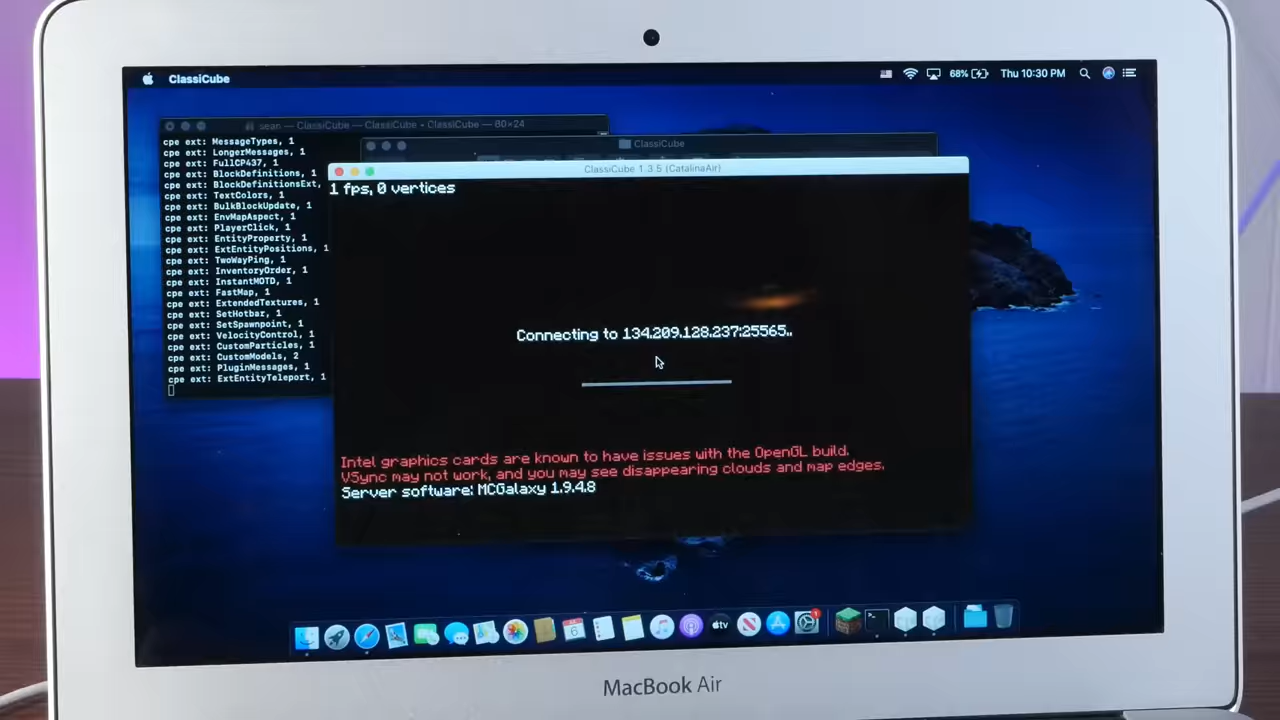 ClassiCube
68%
Thu 10:30 PM
sean — ClassiCube — ClassiCube - ClassiCube — 80×24
cpe ext: MessageTypes, 1
cpe ext: LongerMessages, 1
cpe ext: FullCP437, 1
cpe ext: BlockDefinitions, 1
cpe ext: BlockDefinitionsExt,
cpe ext: TextColors, 1
cpe ext: BulkBlockUpdate, 1
cpe ext: EnvMapAspect, 1
cpe ext: PlayerClick, 1
cpe ext: EntityProperty, 1
cpe ext: ExtEntityPositions, 1
cpe ext: TwoWayPing, 1
cpe ext: InventoryOrder, 1
cpe ext: InstantMOTD, 1
cpe ext: FastMap, 1
cpe ext: ExtendedTextures, 1
cpe ext: SetHotbar, 1
cpe ext: SetSpawnpoint, 1
cpe ext: VelocityControl, 1
cpe ext: CustomParticles, 1
cpe ext: CustomModels, 2
cpe ext: PluginMessages, 1
cpe ext: ExtEntityTeleport, 1
ClassiCube
ClassiCube 1.3.5 (CatalinaAir)
1 fps, 0 vertices
Connecting to 134.209.128.237:25565..
Intel graphics cards are known to have issues with the OpenGL build.
VSync may not work, and you may see disappearing clouds and map edges.
Server software: MCGalaxy 1.9.4.8
6
tv
1
MacBook Air